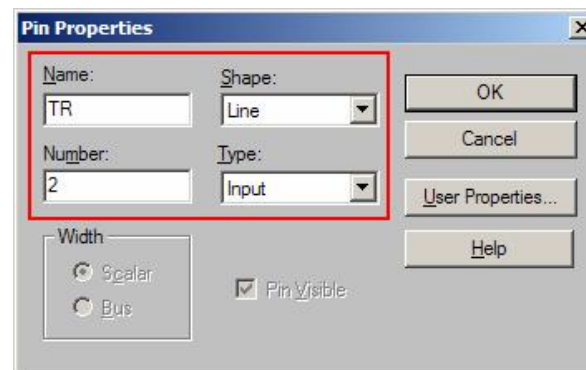 Pin Properties
Name:
TR
Shape:
Line
Number:
2
Type:
Input
Width
Scalar
Bus
Pin Visible
OK
Cancel
User Properties...
Help